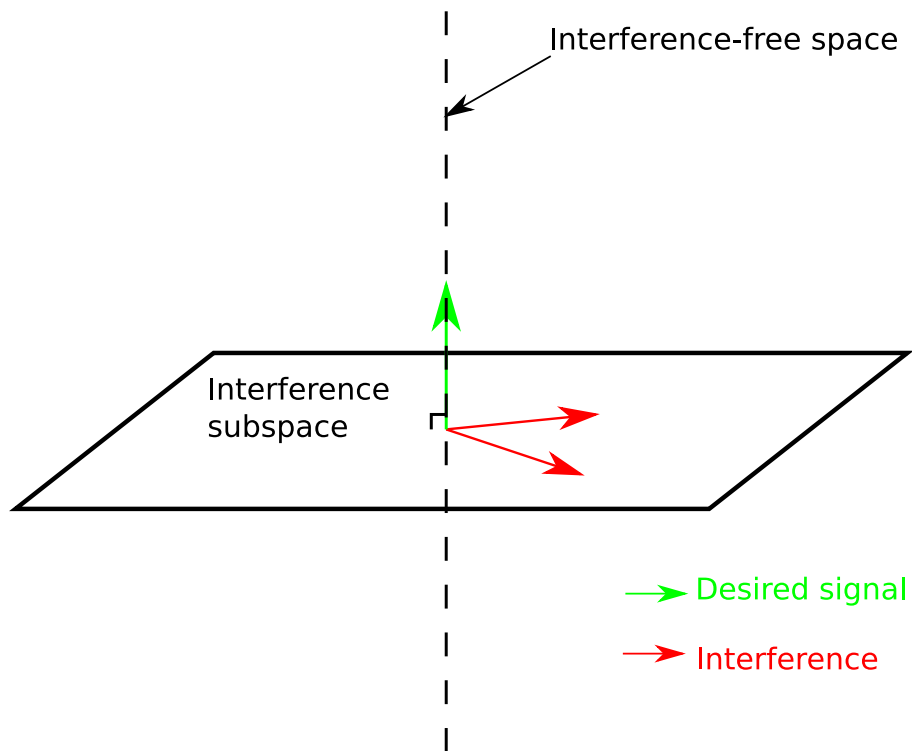 Interference-free space
Interference
subspace
Desired signal
Interference